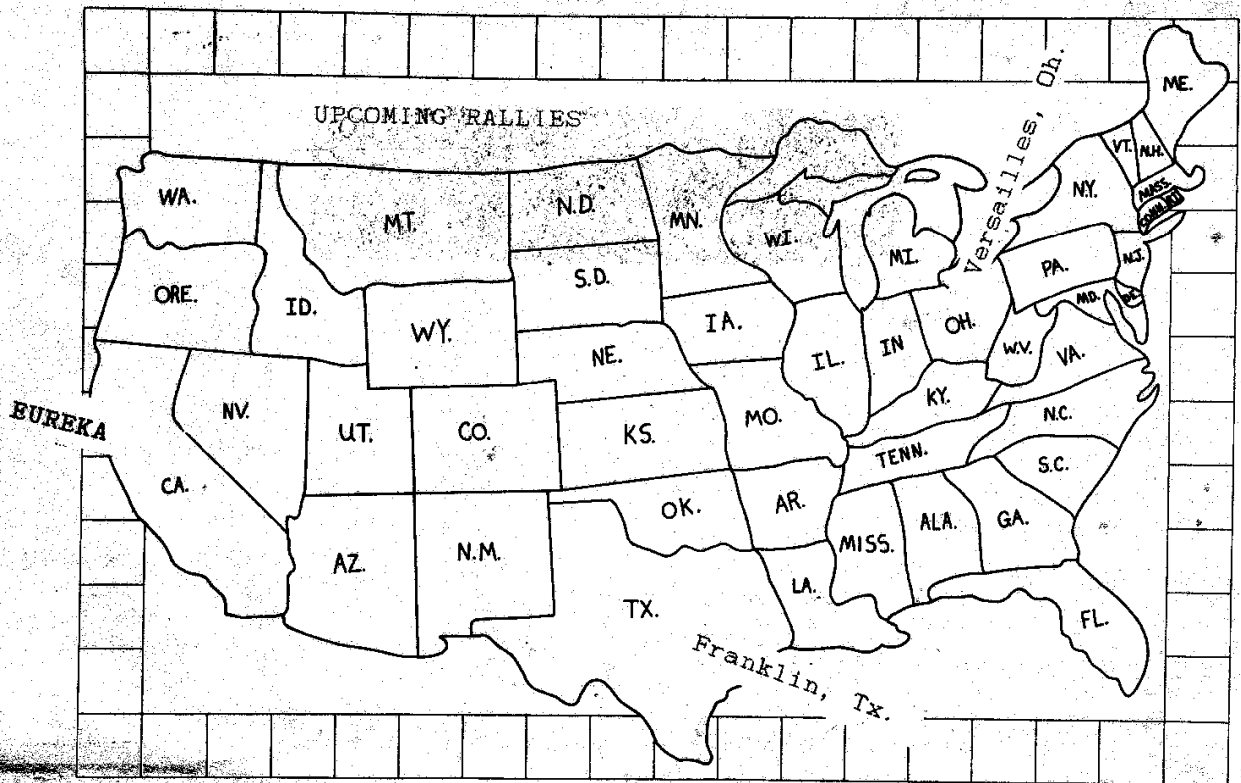 UPCOMING RALLIES
Versailles, Oh.
ME.
VT.
N.H.
WA.
MT.
N.D.
MN.
N.Y.
MASS.
WI.
MI.
ORE.
ID.
S.D.
PA.
N.J.
WY.
IA.
OH.
MD.
DE.
NE.
IL.
IN
W.V.
VA.
EUREKA
NV.
UT.
CO.
KS.
MO.
KY.
N.C.
TENN.
S.C.
CA.
OK.
AR.
MISS.
ALA.
GA.
AZ.
N.M.
TX.
LA.
FL.
Franklin, Tx.